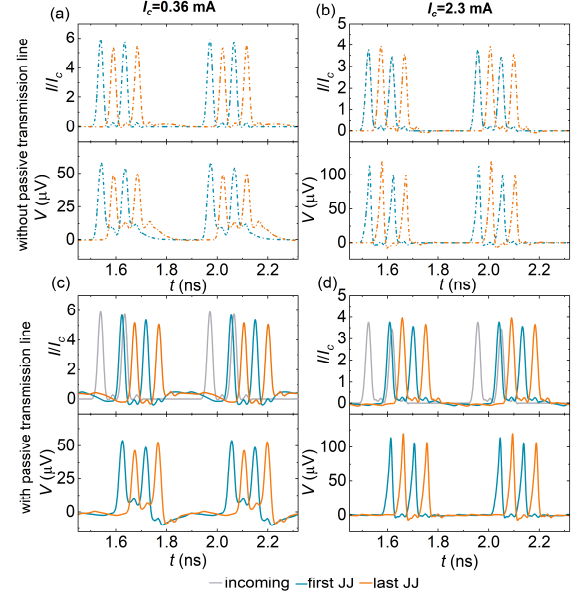 I_c=0.36 mA
I_c=2.3 mA
without passive transmission line
(a)
I/I_c
6
4
2
0
V (μV)
50
25
0
1.6 1.8 2.0 2.2
t (ns)
(b)
I/I_c
5
4
3
2
1
0
V (μV)
100
50
0
1.6 1.8 2.0 2.2
t (ns)
with passive transmission line
(c)
I/I_c
6
4
2
0
V (μV)
50
25
0
1.6 1.8 2.0 2.2
t (ns)
(d)
I/I_c
5
4
3
2
1
0
V (μV)
100
50
0
1.6 1.8 2.0 2.2
t (ns)
incoming first JJ last JJ